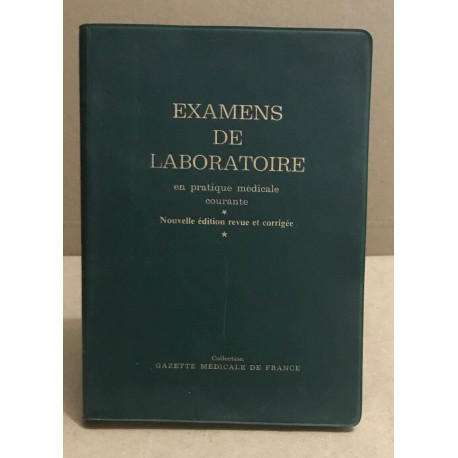 EXAMENS
DE
LABORATOIRE
en pratique médicale
courante
*
Nouvelle édition revue et corrigée
*
Collection
GAZETTE MEDICALE DE FRANCE